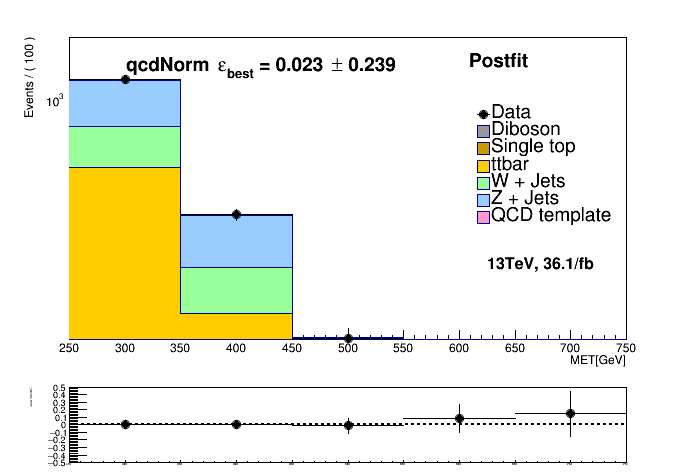 qcdNorm ε_best = 0.023 ± 0.239
Postfit
Events / ( 100 )
10³
Data
Diboson
Single top
ttbar
W + Jets
Z + Jets
QCD template
13TeV, 36.1/fb
250 300 350 400 450 500 550 600 650 700 750
MET[GeV]
0.5
0.4
0.3
0.2
0.1
0
−0.1
−0.2
−0.3
−0.4
−0.5